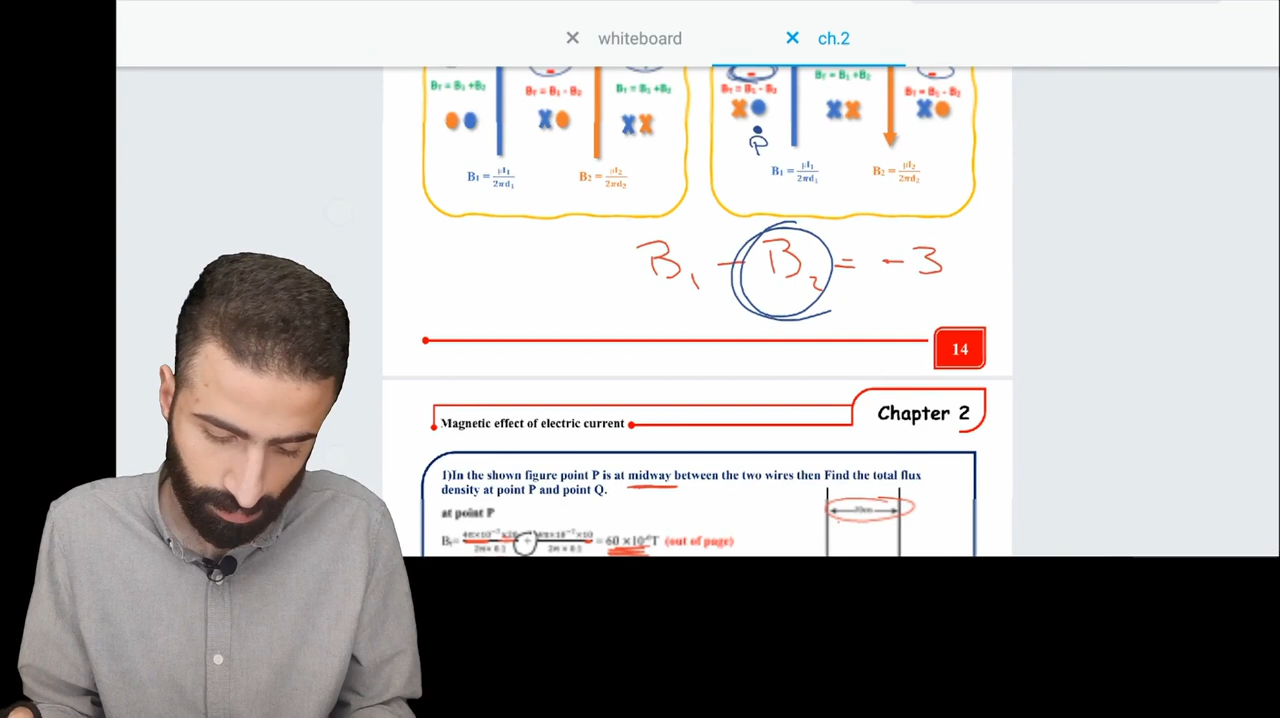 whiteboard
ch.2
BT = B1 +B2
BT = B1 - B2
BT = B1 +B2
BT = B1 - B2
BT = B1 +B2
BT = B1 - B2
P
B1 = μI1/2πd1
B2 = μI2/2πd2
B1 = μI1/2πd1
B2 = μI2/2πd2
B1 - B2 = -3
14
Magnetic effect of electric current
Chapter 2
1)In the shown figure point P is at midway between the two wires then Find the total flux
density at point P and point Q.
at point P
= 60 ×10⁻⁶T (out of page)